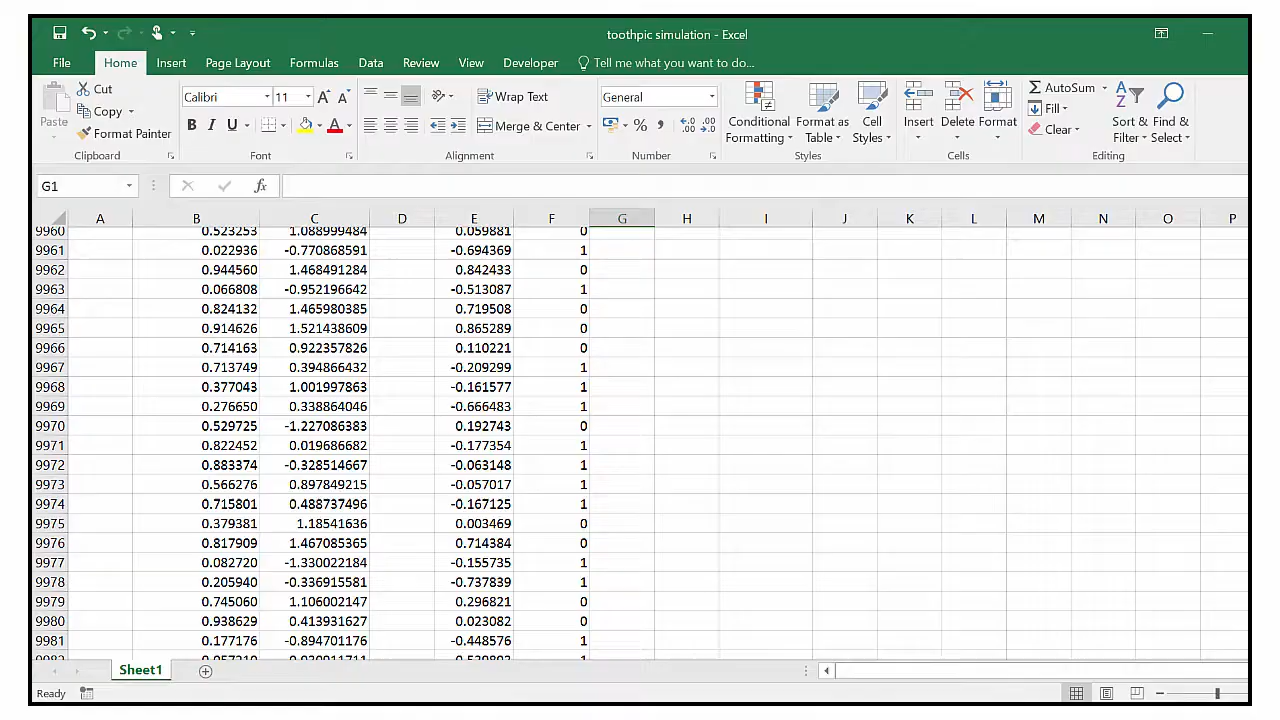 toothpic simulation - Excel
File Home Insert Page Layout Formulas Data Review View Developer Tell me what you want to do...
Cut
Copy
Format Painter
Paste
Calibri 11 A A
B I U A
Wrap Text
Merge & Center
General
% ,
Conditional Formatting
Format as Table
Cell Styles
Insert Delete Format
AutoSum
Fill
Clear
Sort & Filter
Find & Select
Clipboard Font Alignment Number Styles Cells Editing
G1 fx
A B C D E F G H I J K L M N O P
9960 0.523253 1.088999484 0.059881 0
9961 0.022936 -0.770868591 -0.694369 1
9962 0.944560 1.468491284 0.842433 0
9963 0.066808 -0.952196642 -0.513087 1
9964 0.824132 1.465980385 0.719508 0
9965 0.914626 1.521438609 0.865289 0
9966 0.714163 0.922357826 0.110221 0
9967 0.713749 0.394866432 -0.209299 1
9968 0.377043 1.001997863 -0.161577 1
9969 0.276650 0.338864046 -0.666483 1
9970 0.529725 -1.227086383 0.192743 0
9971 0.822452 0.019686682 -0.177354 1
9972 0.883374 -0.328514667 -0.063148 1
9973 0.566276 0.897849215 -0.057017 1
9974 0.715801 0.488737496 -0.167125 1
9975 0.379381 1.18541636 0.003469 0
9976 0.817909 1.467085365 0.714384 0
9977 0.082720 -1.330022184 -0.155735 1
9978 0.205940 -0.336915581 -0.737839 1
9979 0.745060 1.106002147 0.296821 0
9980 0.938629 0.413931627 0.023082 0
9981 0.177176 -0.894701176 -0.448576 1
Sheet1
Ready